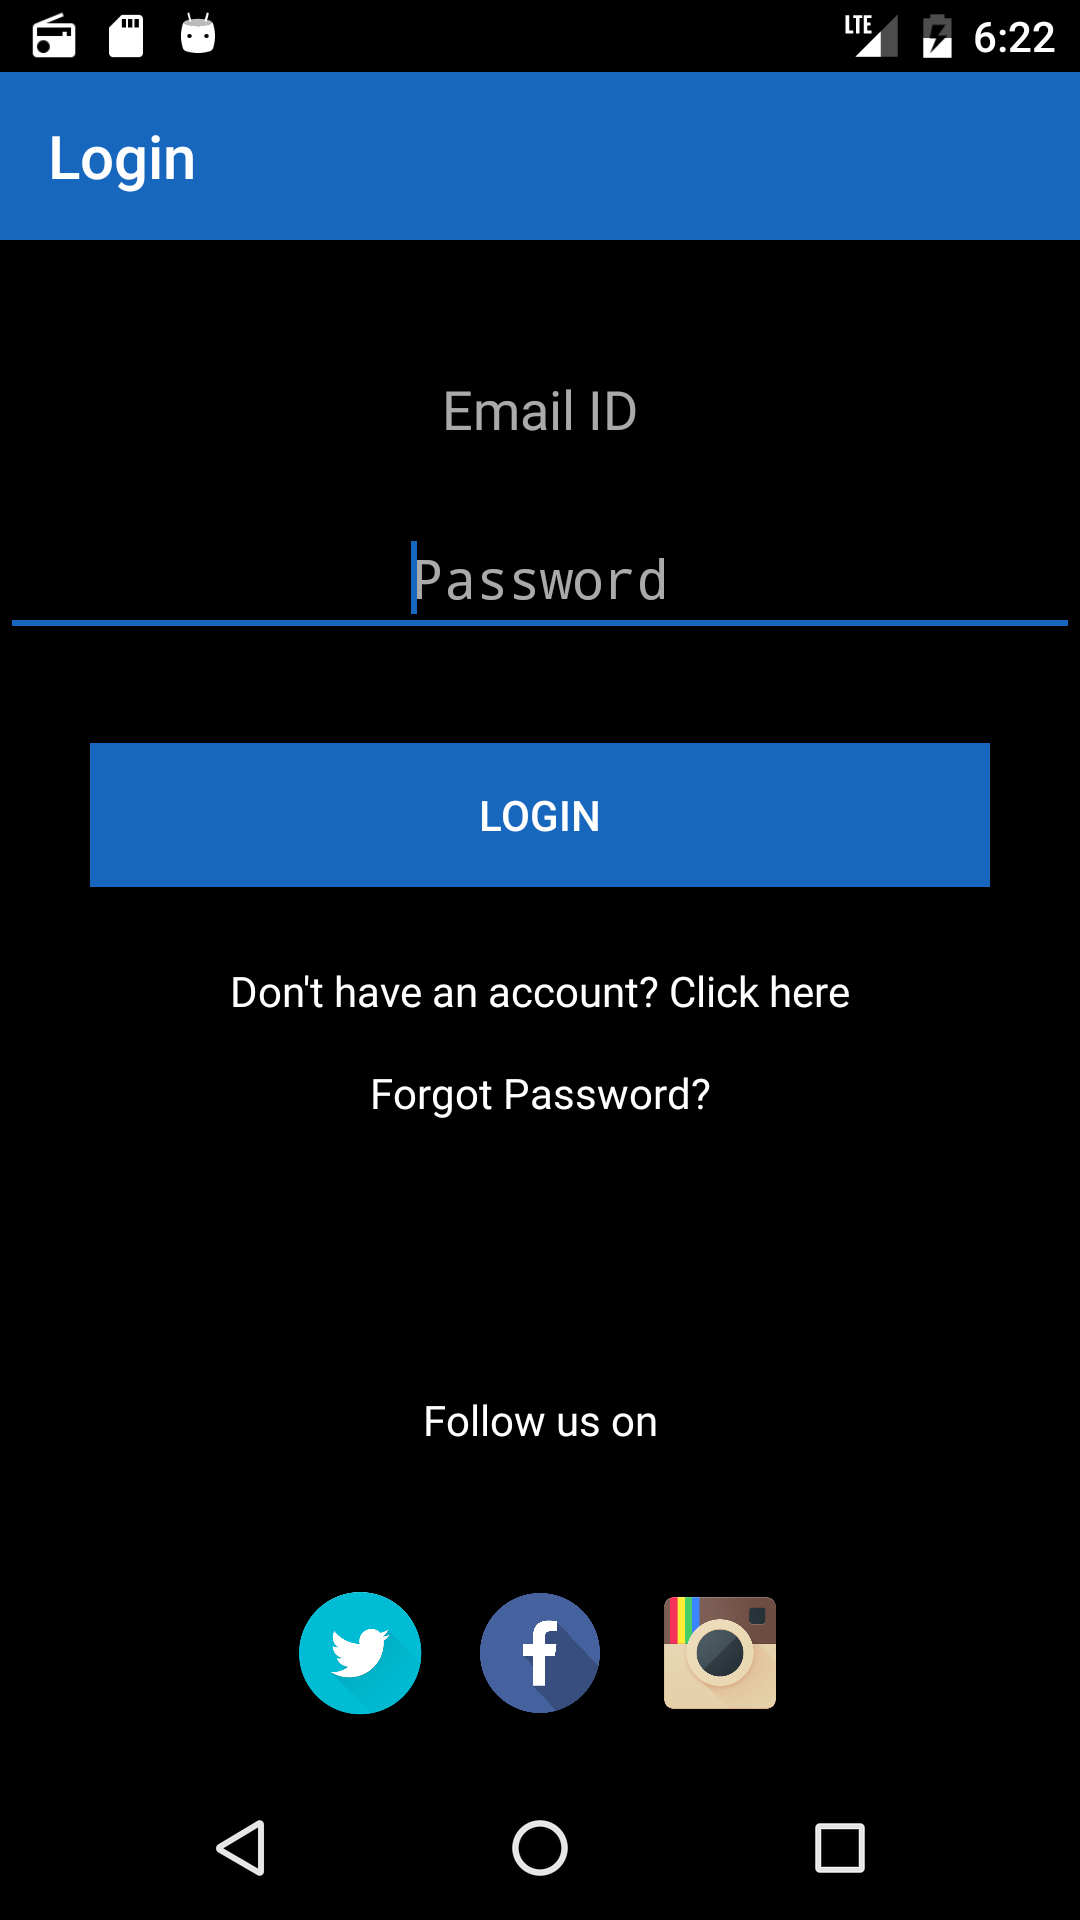 LTE 6:22
Login
Email ID
Password
LOGIN
Don't have an account? Click here
Forgot Password?
Follow us on